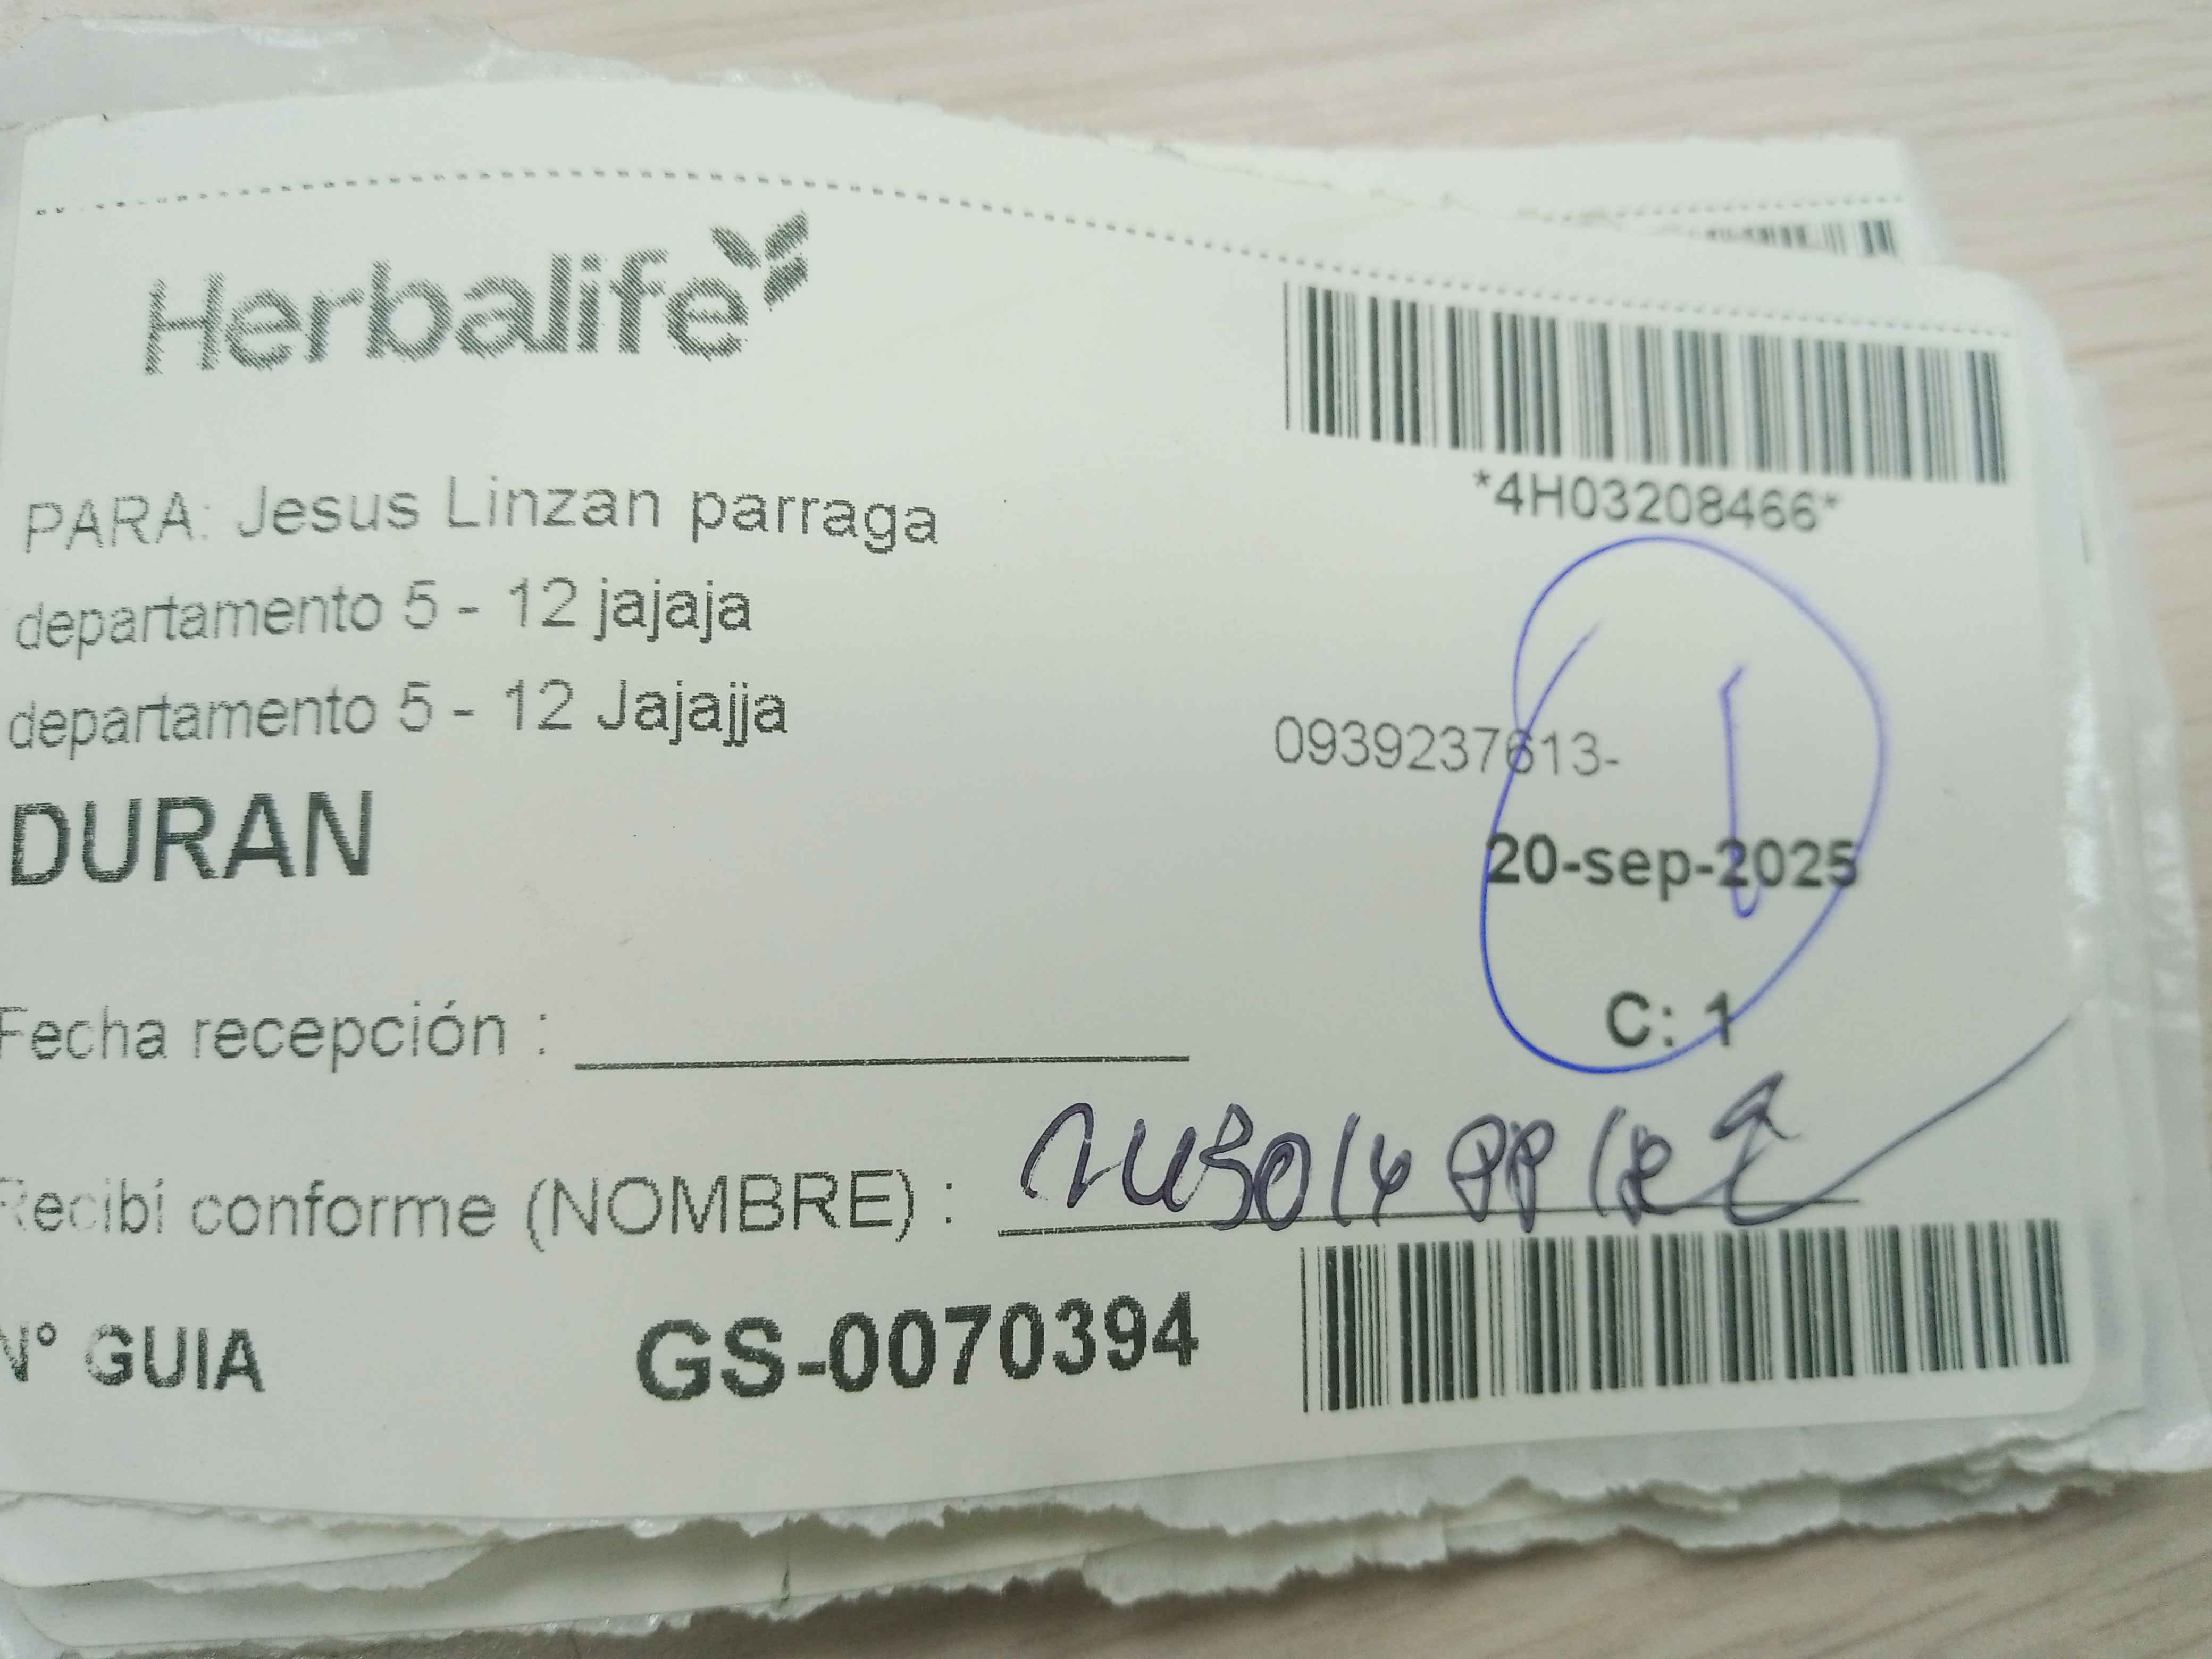 Herbalife
*4H03208466*
PARA: Jesus Linzan parraga
departamento 5 - 12 jajaja
departamento 5 - 12 Jajajja
0939237613-
DURAN
20-sep-2025
1
C: 1
Fecha recepción :
Recibí conforme (NOMBRE) :
N° GUIA GS-0070394